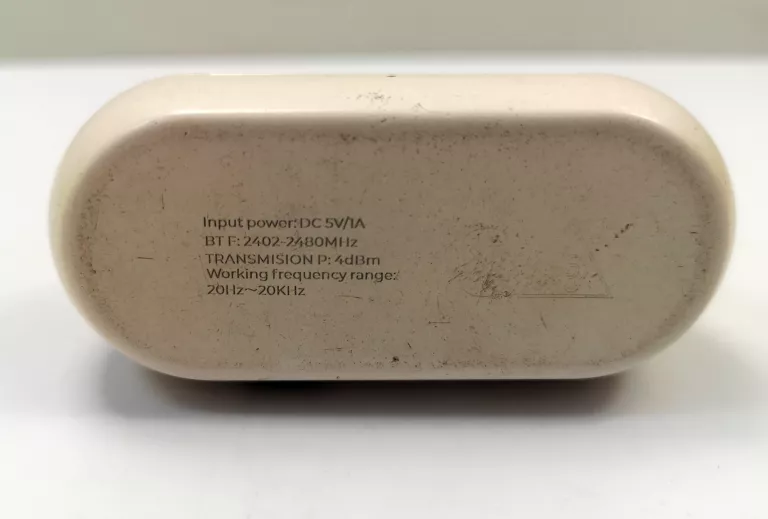 Input power: DC 5V/1A
BT F: 2402-2480MHz
TRANSMISION P: 4dBm
Working frequency range:
20Hz~20KHz